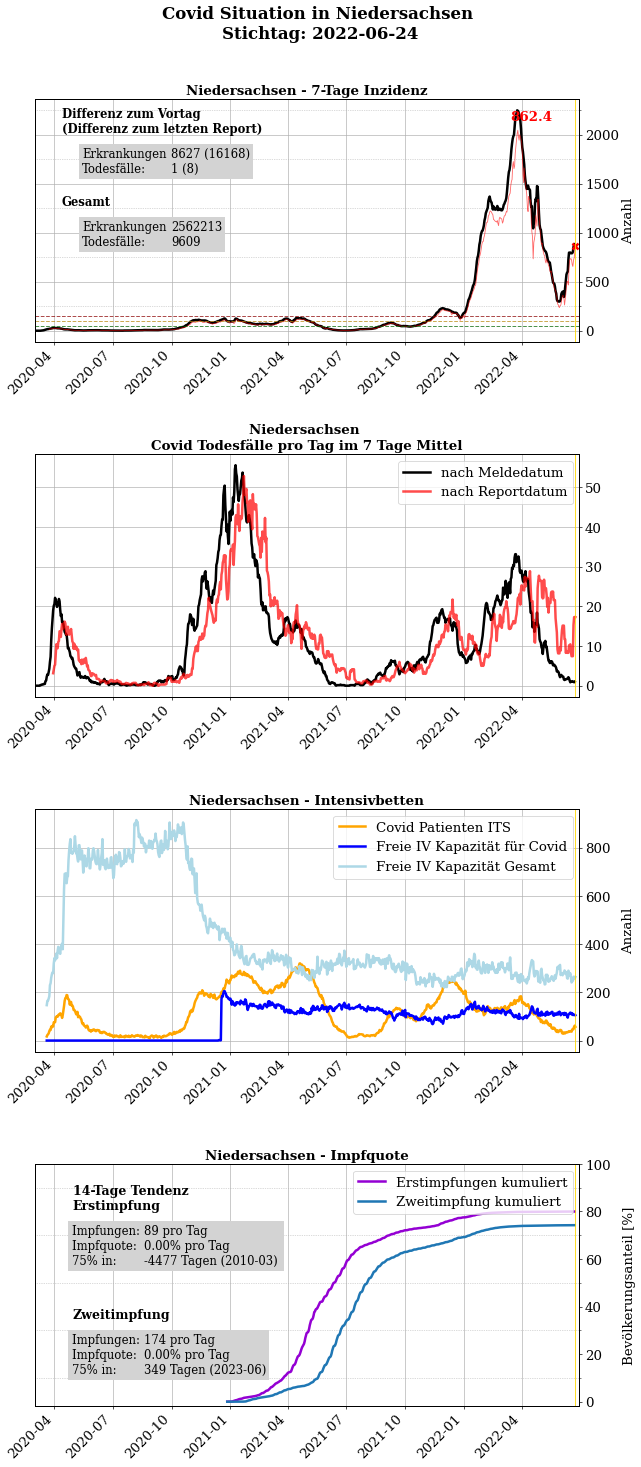 Covid Situation in Niedersachsen
Stichtag: 2022-06-24
Niedersachsen - 7-Tage Inzidenz
Differenz zum Vortag
(Differenz zum letzten Report)
Erkrankungen 8627 (16168)
Todesfälle: 1 (8)
Gesamt
Erkrankungen 2562213
Todesfälle: 9609
862.4
2000
1500
1000
500
0
Anzahl
2020-04
2020-07
2020-10
2021-01
2021-04
2021-07
2021-10
2022-01
2022-04
Niedersachsen
Covid Todesfälle pro Tag im 7 Tage Mittel
nach Meldedatum
nach Reportdatum
50
40
30
20
10
0
2020-04
2020-07
2020-10
2021-01
2021-04
2021-07
2021-10
2022-01
2022-04
Niedersachsen - Intensivbetten
Covid Patienten ITS
Freie IV Kapazität für Covid
Freie IV Kapazität Gesamt
800
600
400
200
0
Anzahl
2020-04
2020-07
2020-10
2021-01
2021-04
2021-07
2021-10
2022-01
2022-04
Niedersachsen - Impfquote
14-Tage Tendenz
Erstimpfung
Impfungen: 89 pro Tag
Impfquote: 0.00% pro Tag
75% in: -4477 Tagen (2010-03)
Zweitimpfung
Impfungen: 174 pro Tag
Impfquote: 0.00% pro Tag
75% in: 349 Tagen (2023-06)
Erstimpfungen kumuliert
Zweitimpfung kumuliert
100
80
60
40
20
0
Bevölkerungsanteil [%]
2020-04
2020-07
2020-10
2021-01
2021-04
2021-07
2021-10
2022-01
2022-04